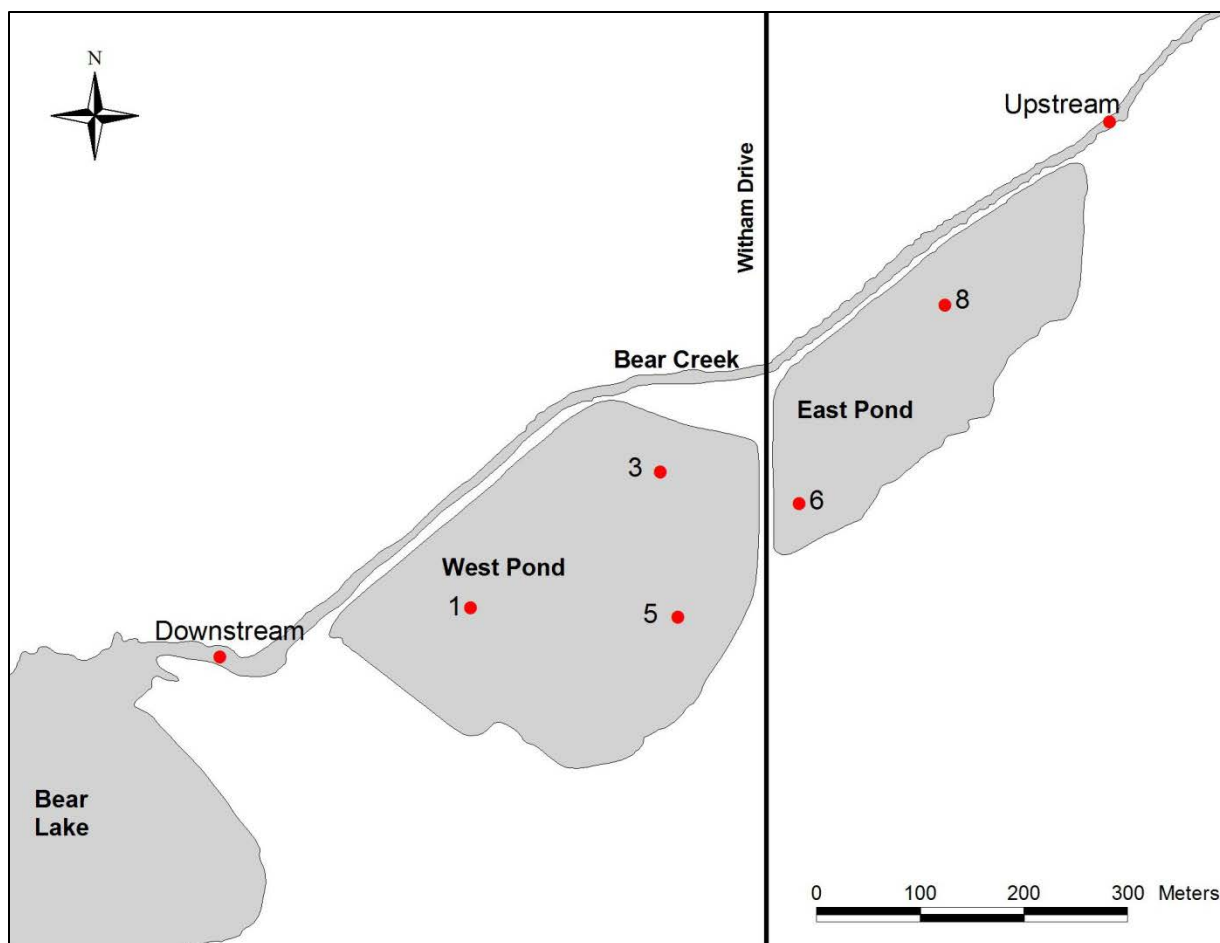 N
Upstream
Witham Drive
8
Bear Creek
East Pond
3
6
West Pond
1
5
Downstream
Bear
Lake
0 100 200 300 Meters